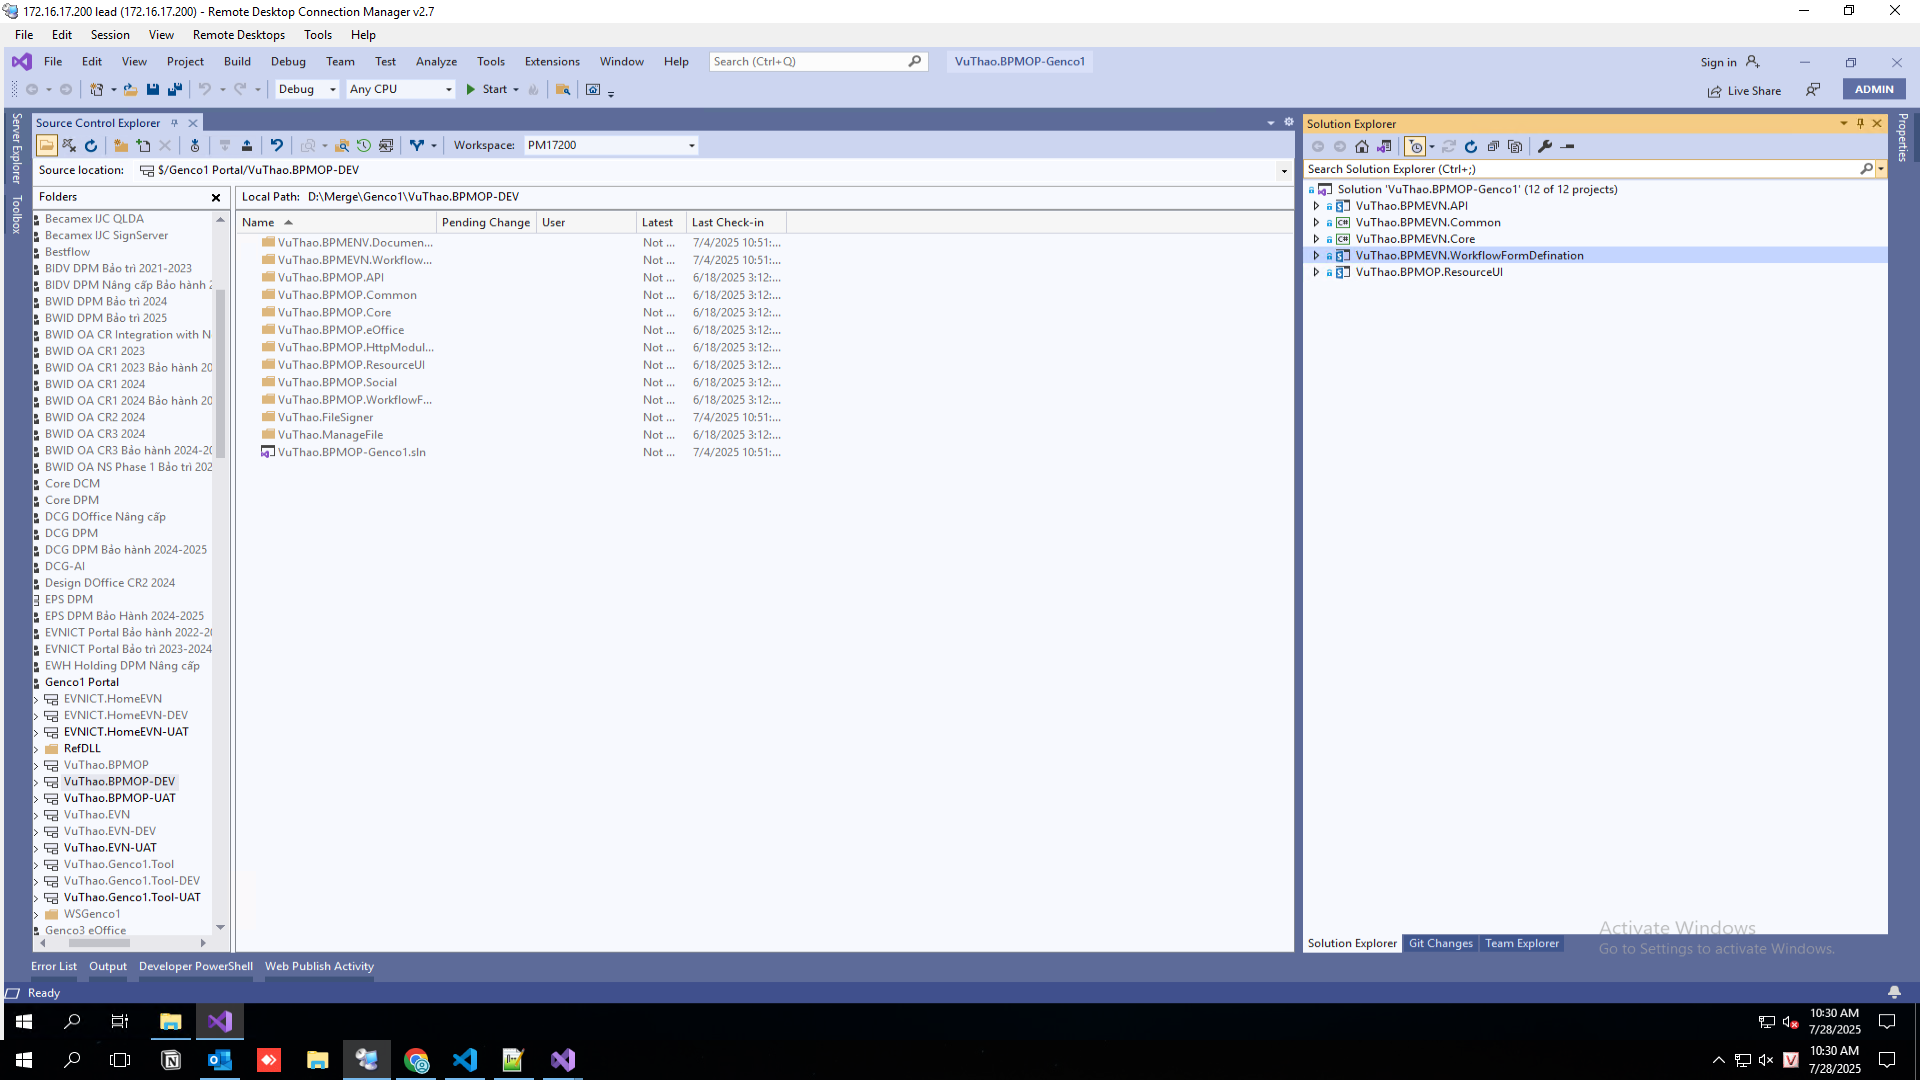 172.16.17.200 lead (172.16.17.200) - Remote Desktop Connection Manager v2.7
File Edit Session View Remote Desktops Tools Help
File Edit View Project Build Debug Team Test Analyze Tools Extensions Window Help Search (Ctrl+Q) VuThao.BPMOP-Genco1 Sign in
Debug Any CPU Start Live Share ADMIN
Server Explorer
Toolbox
Source Control Explorer
Workspace: PM17200
Source location: $/Genco1 Portal/VuThao.BPMOP-DEV
Folders
Becamex IJC QLDA
Becamex IJC SignServer
Bestflow
BIDV DPM Bảo trì 2021-2023
BIDV DPM Nâng cấp Bảo hành 2
BWID DPM Bảo trì 2024
BWID DPM Bảo trì 2025
BWID OA CR Integration with N
BWID OA CR1 2023
BWID OA CR1 2023 Bảo hành 20
BWID OA CR1 2024
BWID OA CR1 2024 Bảo hành 20
BWID OA CR2 2024
BWID OA CR3 2024
BWID OA CR3 Bảo hành 2024-20
BWID OA NS Phase 1 Bảo trì 202
Core DCM
Core DPM
DCG DOffice Nâng cấp
DCG DPM
DCG DPM Bảo hành 2024-2025
DCG-AI
Design DOffice CR2 2024
EPS DPM
EPS DPM Bảo Hành 2024-2025
EVNICT Portal Bảo hành 2022-20
EVNICT Portal Bảo trì 2023-2024
EWH Holding DPM Nâng cấp
Genco1 Portal
EVNICT.HomeEVN
EVNICT.HomeEVN-DEV
EVNICT.HomeEVN-UAT
RefDLL
VuThao.BPMOP
VuThao.BPMOP-DEV
VuThao.BPMOP-UAT
VuThao.EVN
VuThao.EVN-DEV
VuThao.EVN-UAT
VuThao.Genco1.Tool
VuThao.Genco1.Tool-DEV
VuThao.Genco1.Tool-UAT
WSGenco1
Genco3 eOffice
Local Path: D:\Merge\Genco1\VuThao.BPMOP-DEV
Name Pending Change User Latest Last Check-in
VuThao.BPMENV.Documen... Not ... 7/4/2025 10:51:...
VuThao.BPMEVN.Workflow... Not ... 7/4/2025 10:51:...
VuThao.BPMOP.API Not ... 6/18/2025 3:12:...
VuThao.BPMOP.Common Not ... 6/18/2025 3:12:...
VuThao.BPMOP.Core Not ... 6/18/2025 3:12:...
VuThao.BPMOP.eOffice Not ... 6/18/2025 3:12:...
VuThao.BPMOP.HttpModul... Not ... 6/18/2025 3:12:...
VuThao.BPMOP.ResourceUI Not ... 6/18/2025 3:12:...
VuThao.BPMOP.Social Not ... 6/18/2025 3:12:...
VuThao.BPMOP.WorkflowF... Not ... 6/18/2025 3:12:...
VuThao.FileSigner Not ... 7/4/2025 10:51:...
VuThao.ManageFile Not ... 6/18/2025 3:12:...
VuThao.BPMOP-Genco1.sln Not ... 7/4/2025 10:51:...
Solution Explorer
Search Solution Explorer (Ctrl+;)
Solution 'VuThao.BPMOP-Genco1' (12 of 12 projects)
VuThao.BPMEVN.API
C# VuThao.BPMEVN.Common
C# VuThao.BPMEVN.Core
VuThao.BPMEVN.WorkflowFormDefination
VuThao.BPMOP.ResourceUI
Properties
Activate Windows
Go to Settings to activate Windows.
Solution Explorer Git Changes Team Explorer
Error List Output Developer PowerShell Web Publish Activity
Ready
10:30 AM
7/28/2025
10:30 AM
7/28/2025